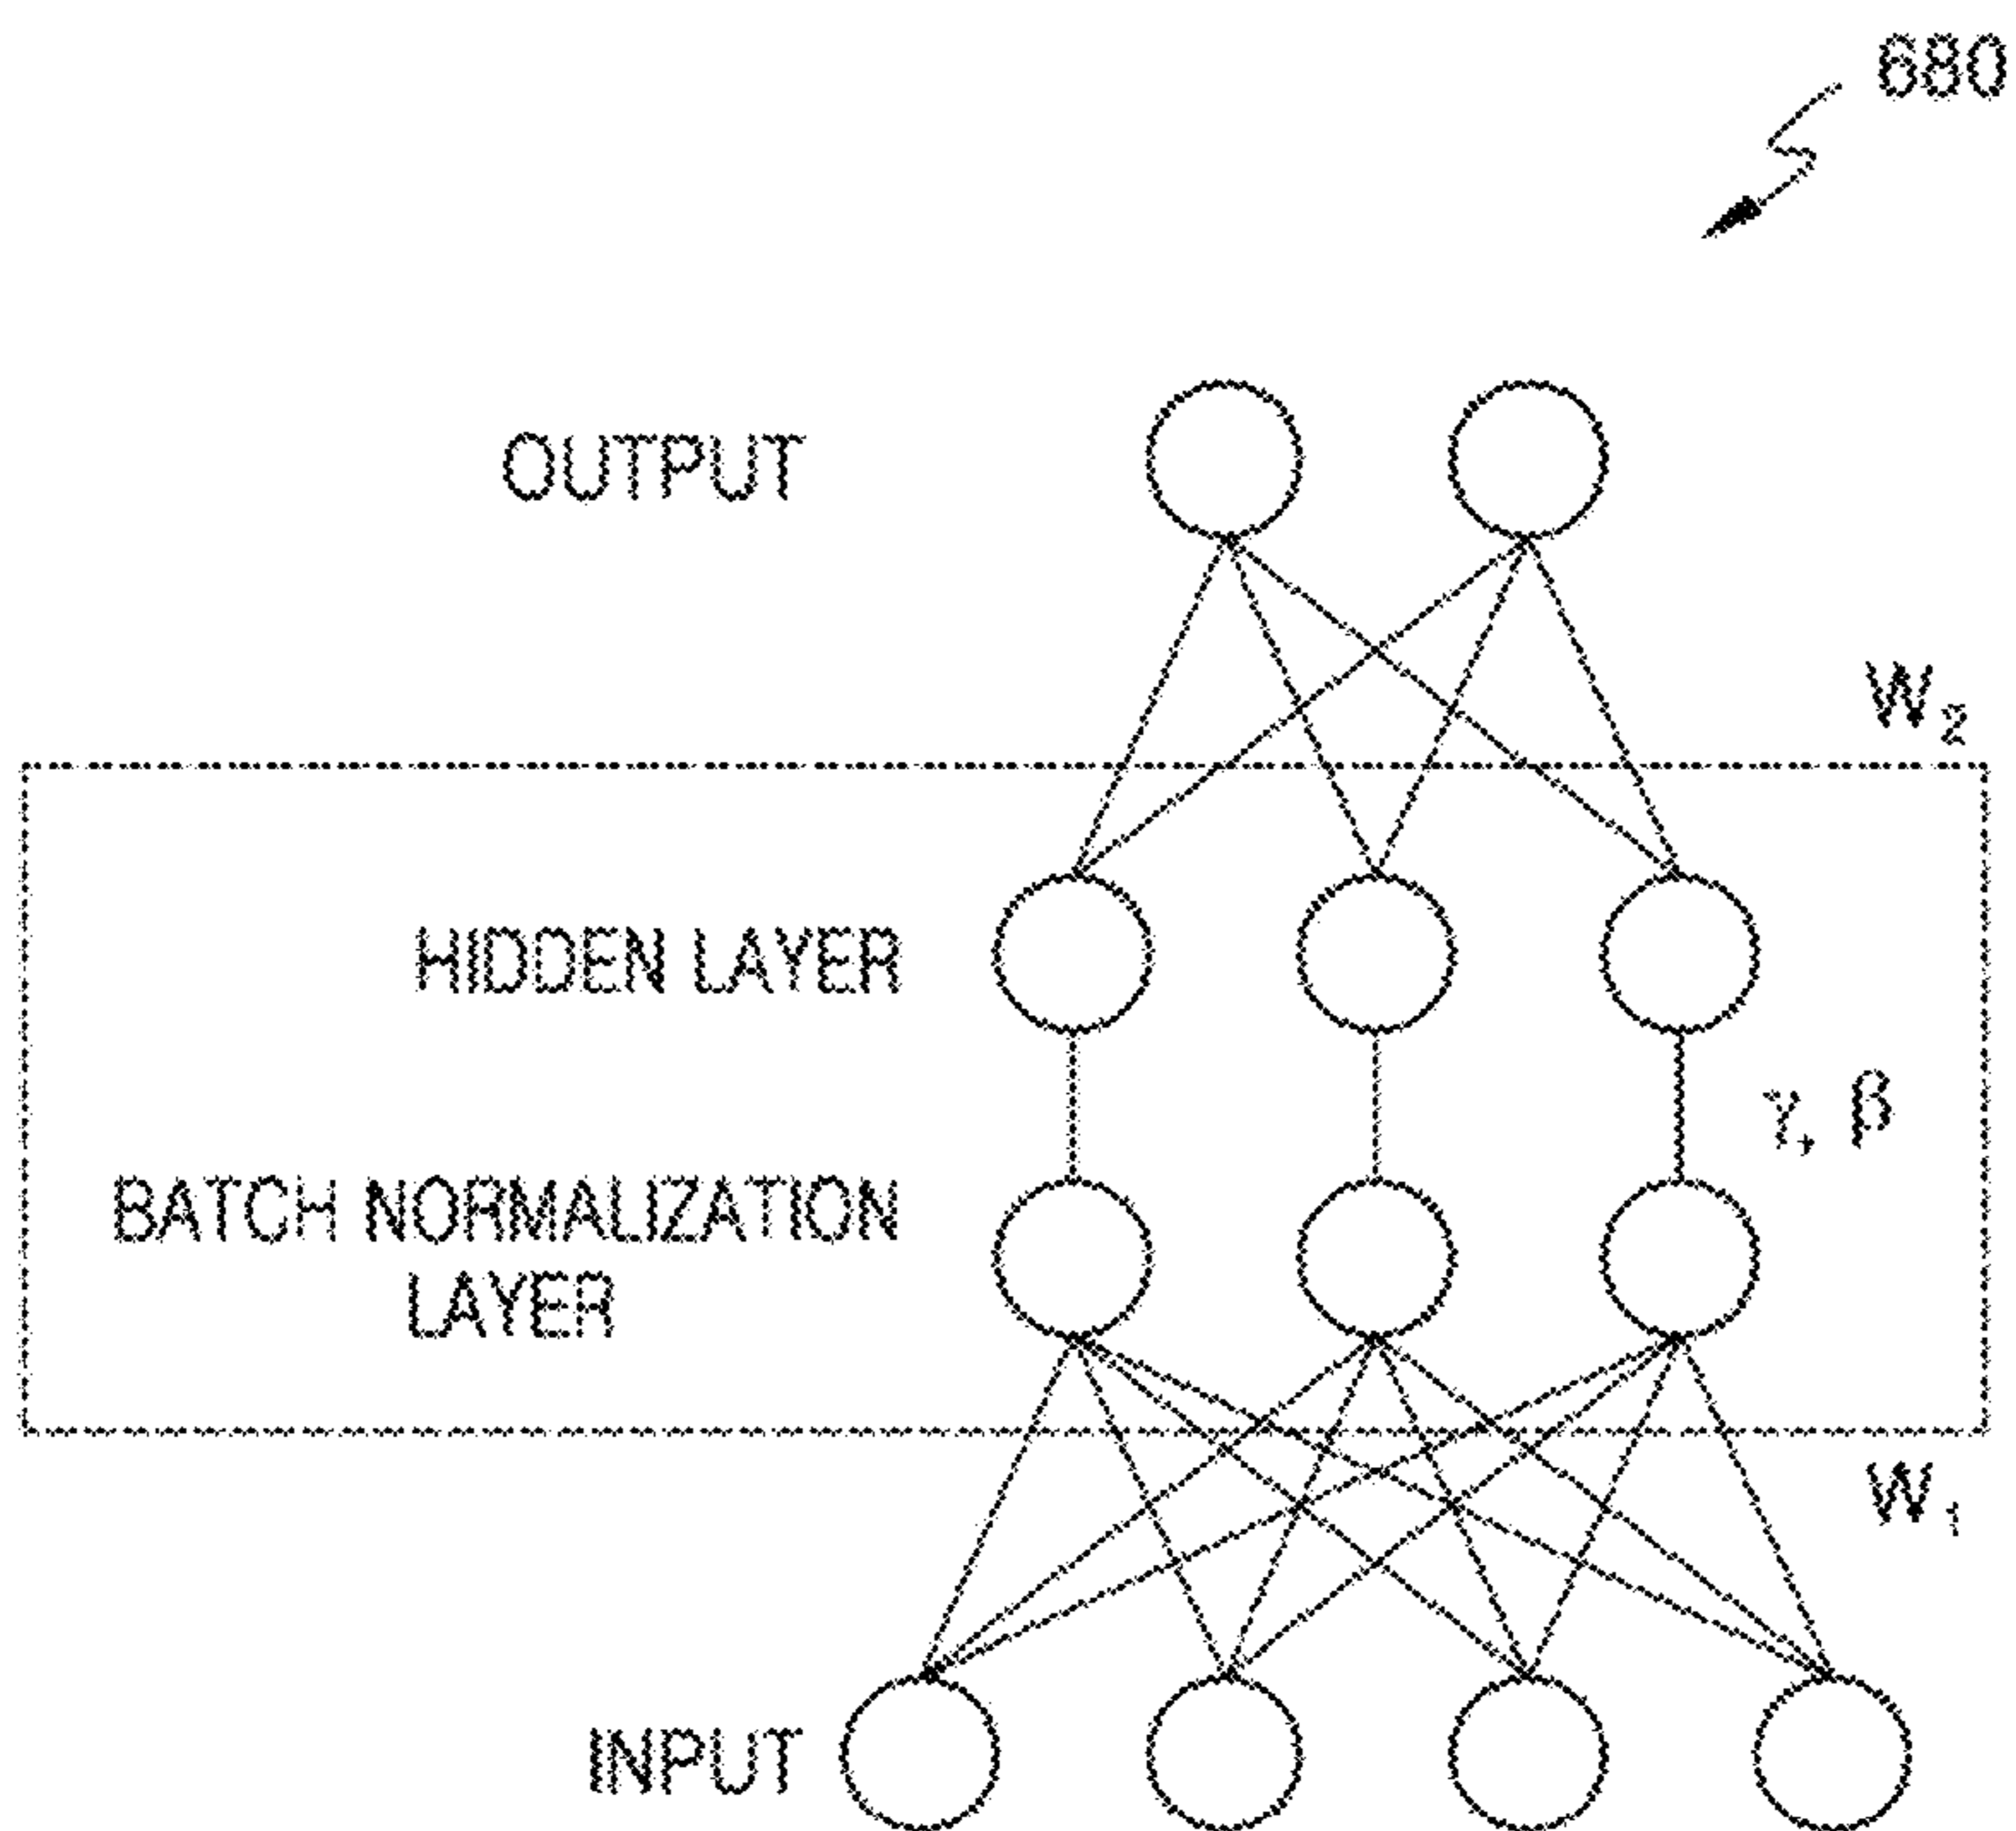 680
OUTPUT
W2
HIDDEN LAYER
γ, β
BATCH NORMALIZATION
LAYER
W1
INPUT